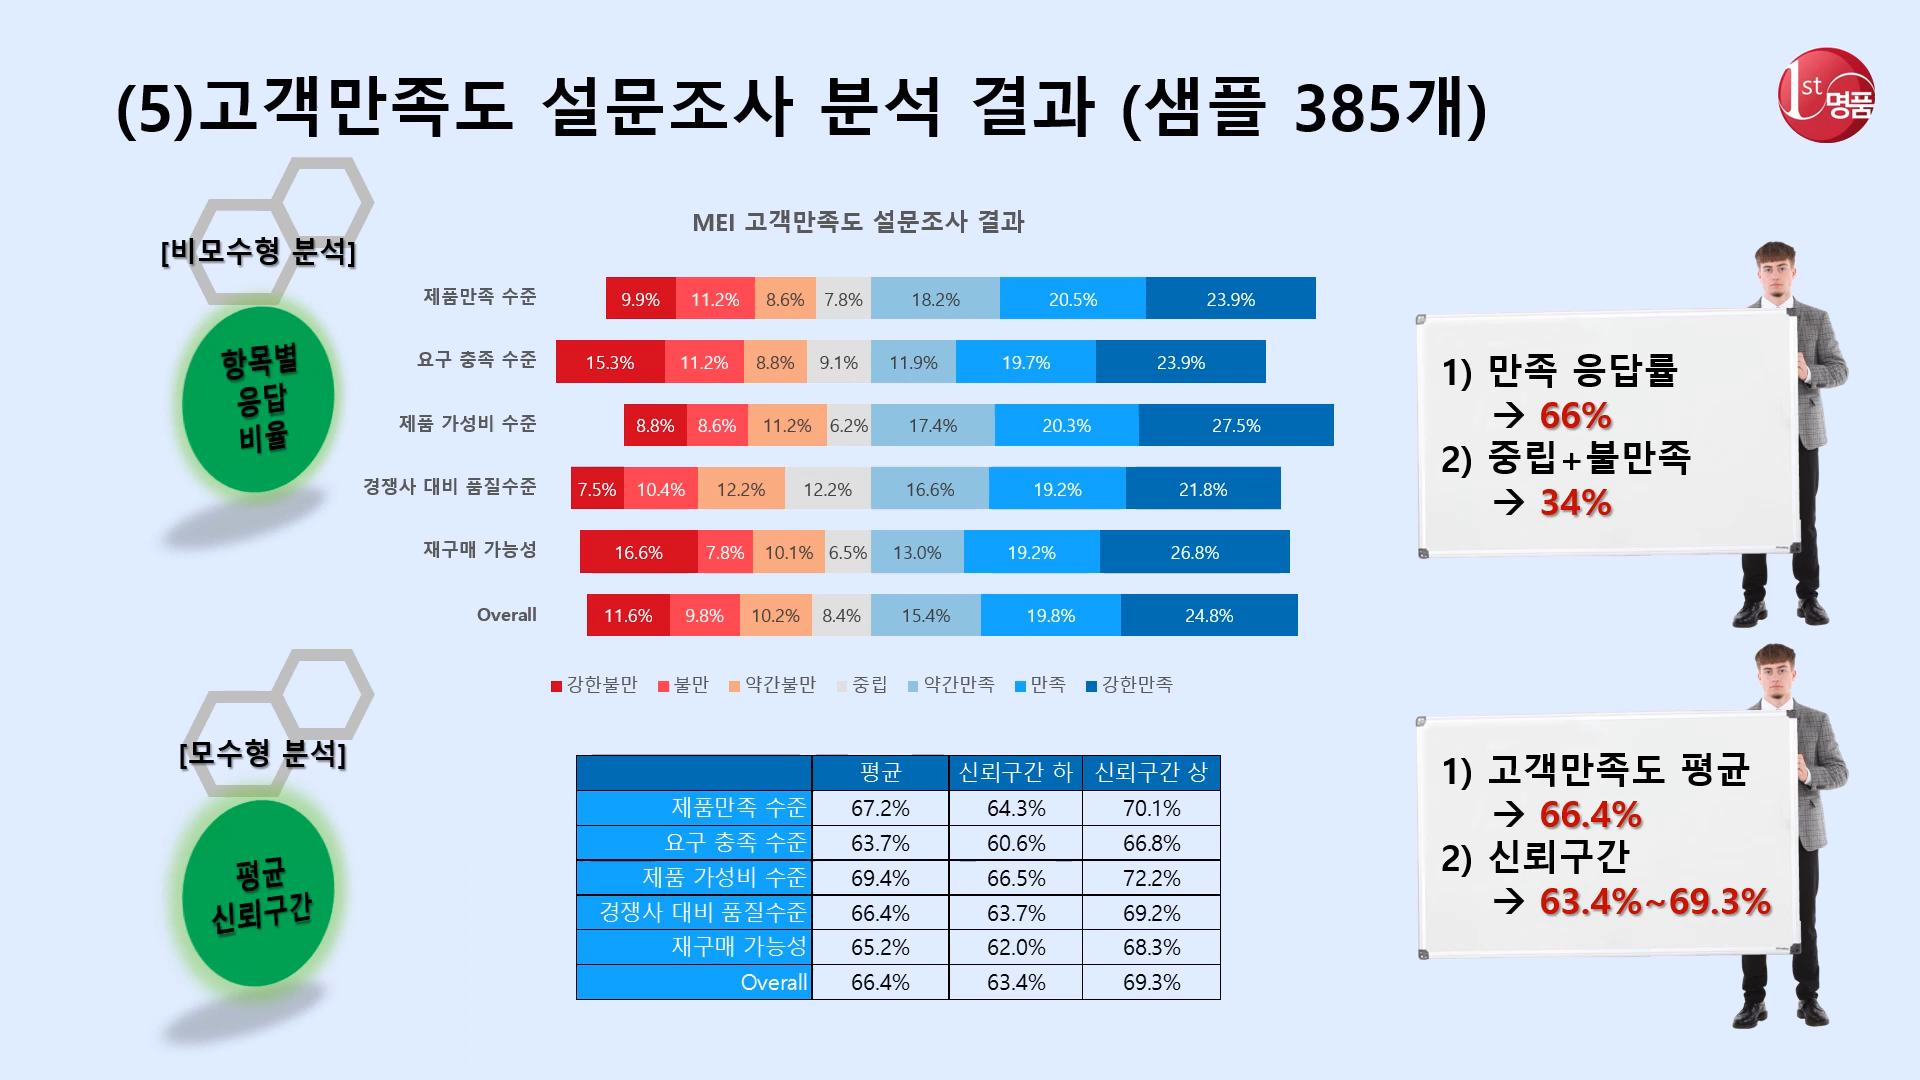 (5)고객만족도 설문조사 분석 결과 (샘플 385개)
1st
명품
[비모수형 분석]
항목별
응답
비율
MEI 고객만족도 설문조사 결과
제품만족 수준 9.9% 11.2% 8.6% 7.8% 18.2% 20.5% 23.9%
요구 충족 수준 15.3% 11.2% 8.8% 9.1% 11.9% 19.7% 23.9%
제품 가성비 수준 8.8% 8.6% 11.2% 6.2% 17.4% 20.3% 27.5%
경쟁사 대비 품질수준 7.5% 10.4% 12.2% 12.2% 16.6% 19.2% 21.8%
재구매 가능성 16.6% 7.8% 10.1% 6.5% 13.0% 19.2% 26.8%
Overall 11.6% 9.8% 10.2% 8.4% 15.4% 19.8% 24.8%
강한불만 불만 약간불만 중립 약간만족 만족 강한만족
1) 만족 응답률
→ 66%
2) 중립+불만족
→ 34%
[모수형 분석]
평균
신뢰구간
평균 신뢰구간 하 신뢰구간 상
제품만족 수준 67.2% 64.3% 70.1%
요구 충족 수준 63.7% 60.6% 66.8%
제품 가성비 수준 69.4% 66.5% 72.2%
경쟁사 대비 품질수준 66.4% 63.7% 69.2%
재구매 가능성 65.2% 62.0% 68.3%
Overall 66.4% 63.4% 69.3%
1) 고객만족도 평균
→ 66.4%
2) 신뢰구간
→ 63.4%~69.3%